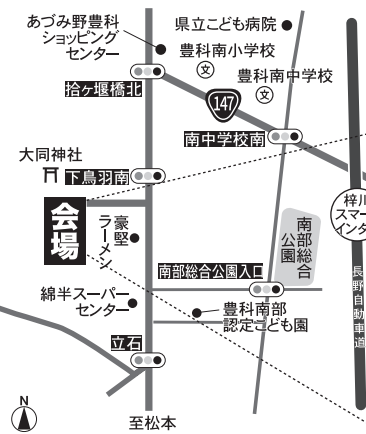 あづみ野豊科
ショッピング
センター
県立こども病院
豊科南小学校
文
豊科南中学校
文
拾ヶ堰橋北
147
南中学校南
大同神社
下鳥羽南
会場
豪堅
ラーメン
南部総合
公園
梓川
スマー
インタ
長野自動車道
南部総合公園入口
綿半スーパー
センター
豊科南部
認定こども園
立石
N
至松本